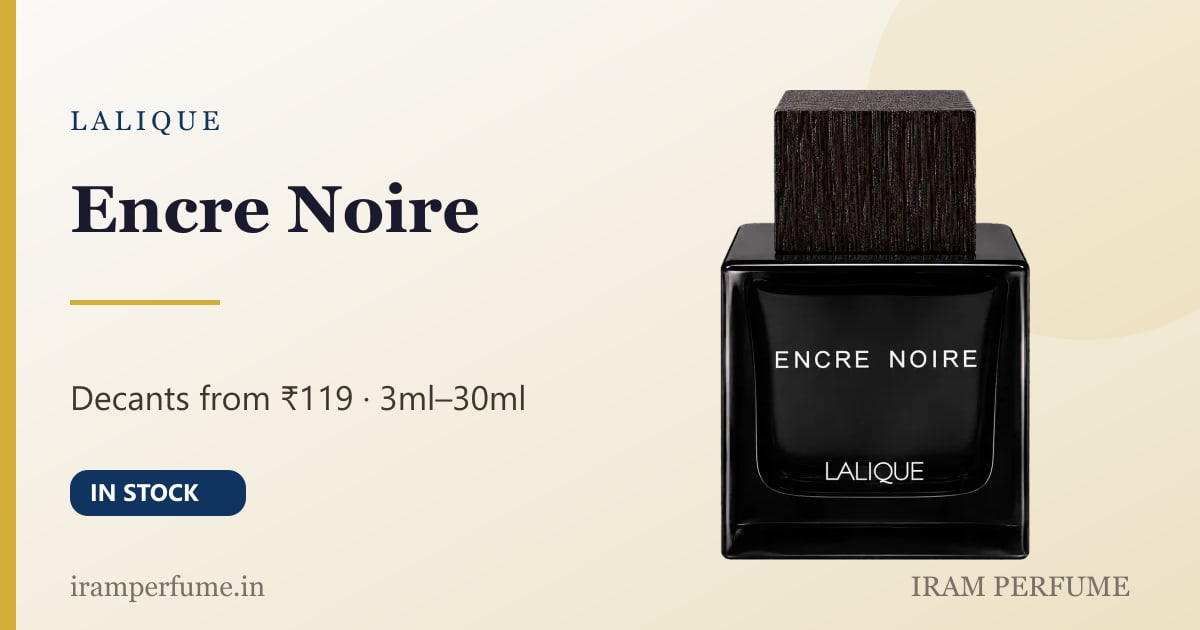 LALIQUE
Encre Noire
Decants from ₹119 · 3ml–30ml
IN STOCK
iramperfume.in
ENCRE NOIRE
LALIQUE
IRAM PERFUME